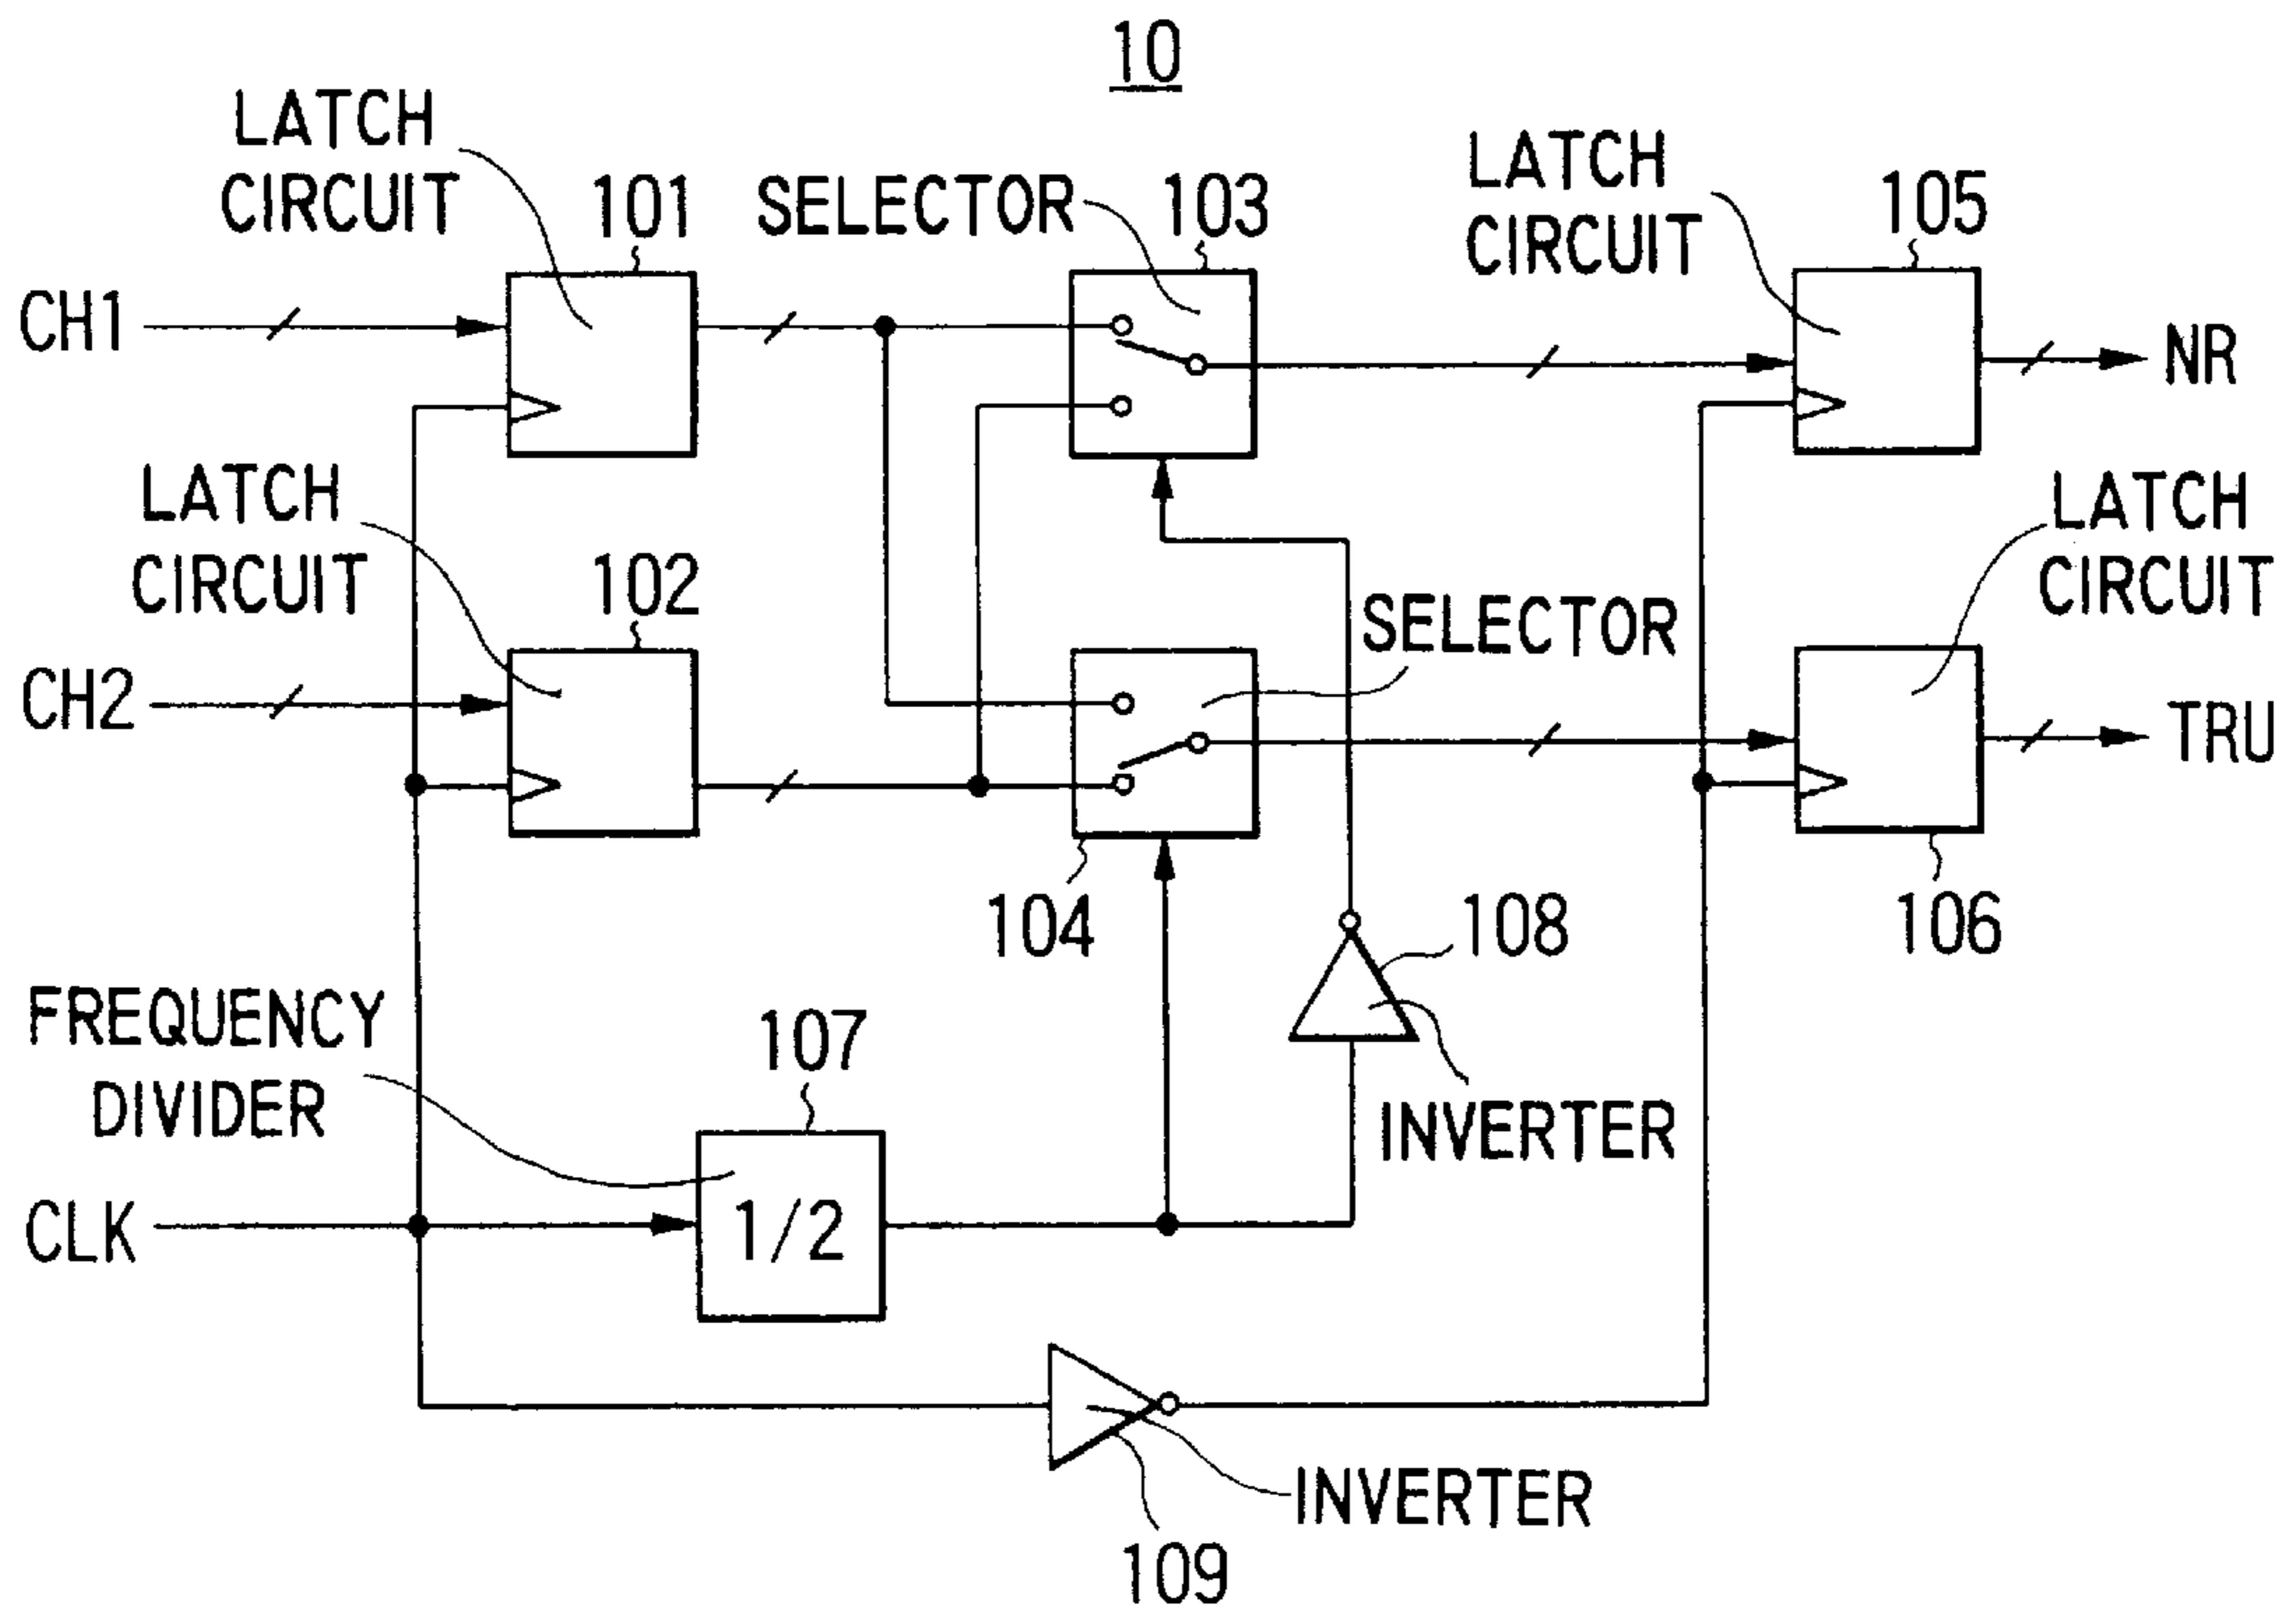 10
LATCH
CIRCUIT
101
SELECTOR
103
LATCH
CIRCUIT
105
CH1
NR
LATCH
CIRCUIT
102
SELECTOR
LATCH
CIRCUIT
CH2
TRU
104
108
106
FREQUENCY
DIVIDER
107
INVERTER
CLK
1/2
INVERTER
109